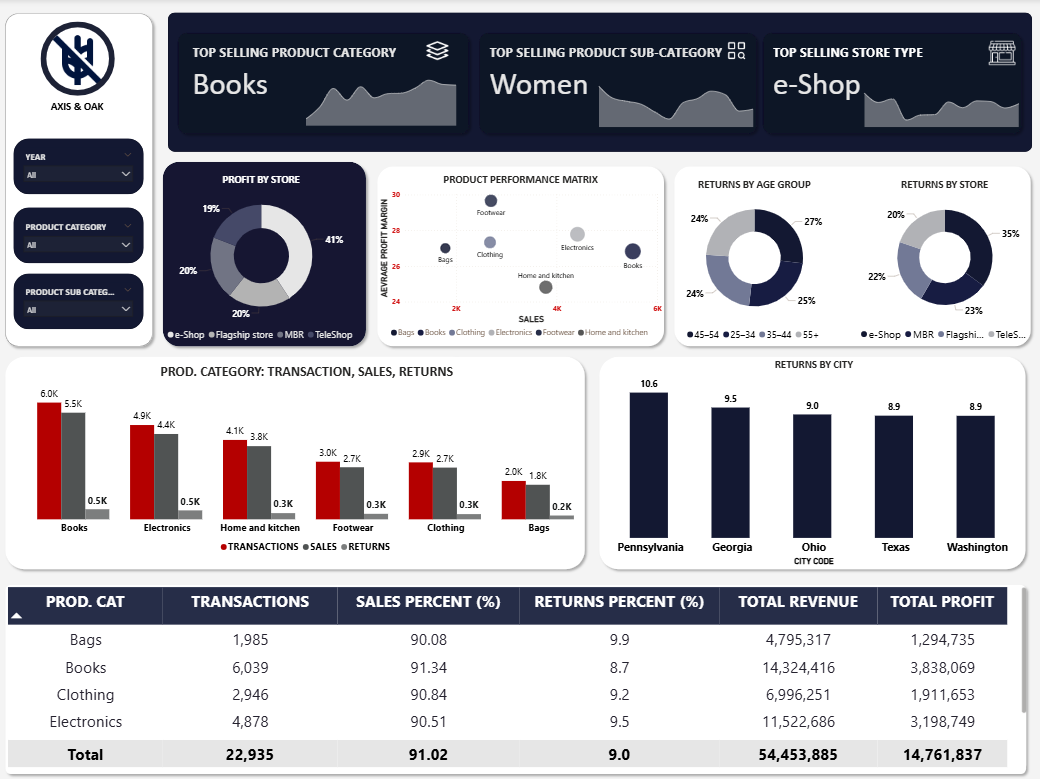 AXIS & OAK
YEAR
All
PRODUCT CATEGORY
All
PRODUCT SUB CATEG...
All
TOP SELLING PRODUCT CATEGORY
Books
TOP SELLING PRODUCT SUB-CATEGORY
Women
TOP SELLING STORE TYPE
e-Shop
PROFIT BY STORE
19%
41%
20%
20%
e-Shop Flagship store MBR TeleShop
PRODUCT PERFORMANCE MATRIX
AEVRAGE PROFIT MARGIN
30
28
26
24
Footwear
Bags
Clothing
Electronics
Books
Home and kitchen
2K 4K 6K
SALES
Bags Books Clothing Electronics Footwear Home and kitchen
RETURNS BY AGE GROUP
24%
27%
24%
25%
45–54 25–34 35–44 55+
RETURNS BY STORE
20%
35%
22%
23%
e-Shop MBR Flagshi... TeleS...
PROD. CATEGORY: TRANSACTION, SALES, RETURNS
6.0K 5.5K 0.5K
4.9K 4.4K 0.5K
4.1K 3.8K 0.3K
3.0K 2.7K 0.3K
2.9K 2.7K 0.3K
2.0K 1.8K 0.2K
Books Electronics Home and kitchen Footwear Clothing Bags
TRANSACTIONS SALES RETURNS
RETURNS BY CITY
10.6 9.5 9.0 8.9 8.9
Pennsylvania Georgia Ohio Texas Washington
CITY CODE
PROD. CAT TRANSACTIONS SALES PERCENT (%) RETURNS PERCENT (%) TOTAL REVENUE TOTAL PROFIT
Bags 1,985 90.08 9.9 4,795,317 1,294,735
Books 6,039 91.34 8.7 14,324,416 3,838,069
Clothing 2,946 90.84 9.2 6,996,251 1,911,653
Electronics 4,878 90.51 9.5 11,522,686 3,198,749
Total 22,935 91.02 9.0 54,453,885 14,761,837